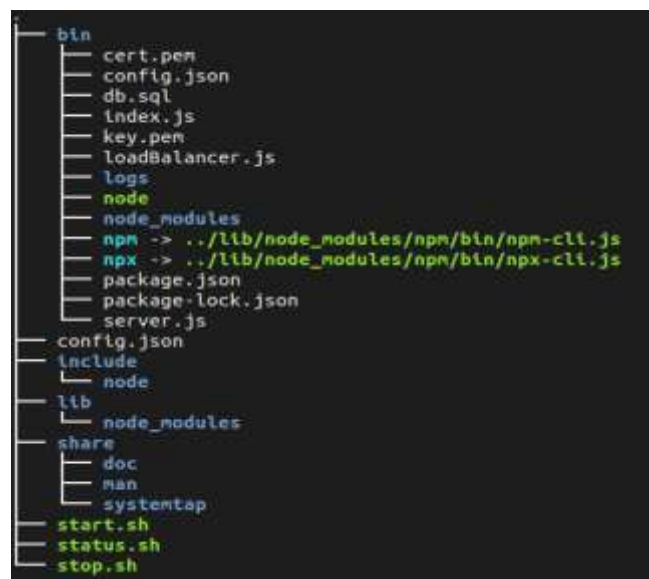 .
├── bin
│   ├── cert.pem
│   ├── config.json
│   ├── db.sql
│   ├── index.js
│   ├── key.pem
│   ├── loadBalancer.js
│   ├── logs
│   ├── node
│   ├── node_modules
│   ├── npm -> ../lib/node_modules/npm/bin/npm-cli.js
│   ├── npx -> ../lib/node_modules/npm/bin/npx-cli.js
│   ├── package.json
│   ├── package-lock.json
│   └── server.js
├── config.json
├── include
│   └── node
├── lib
│   └── node_modules
├── share
│   ├── doc
│   ├── man
│   └── systemtap
├── start.sh
├── status.sh
└── stop.sh